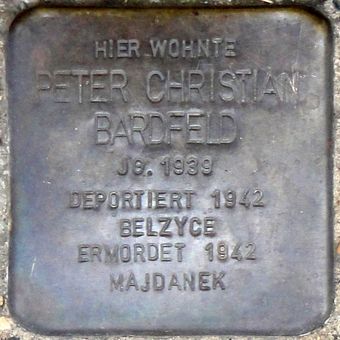 HIER WOHNTE
PETER CHRISTIAN
BARDFELD
JG. 1939
DEPORTIERT 1942
BELZYCE
ERMORDET 1942
MAJDANEK